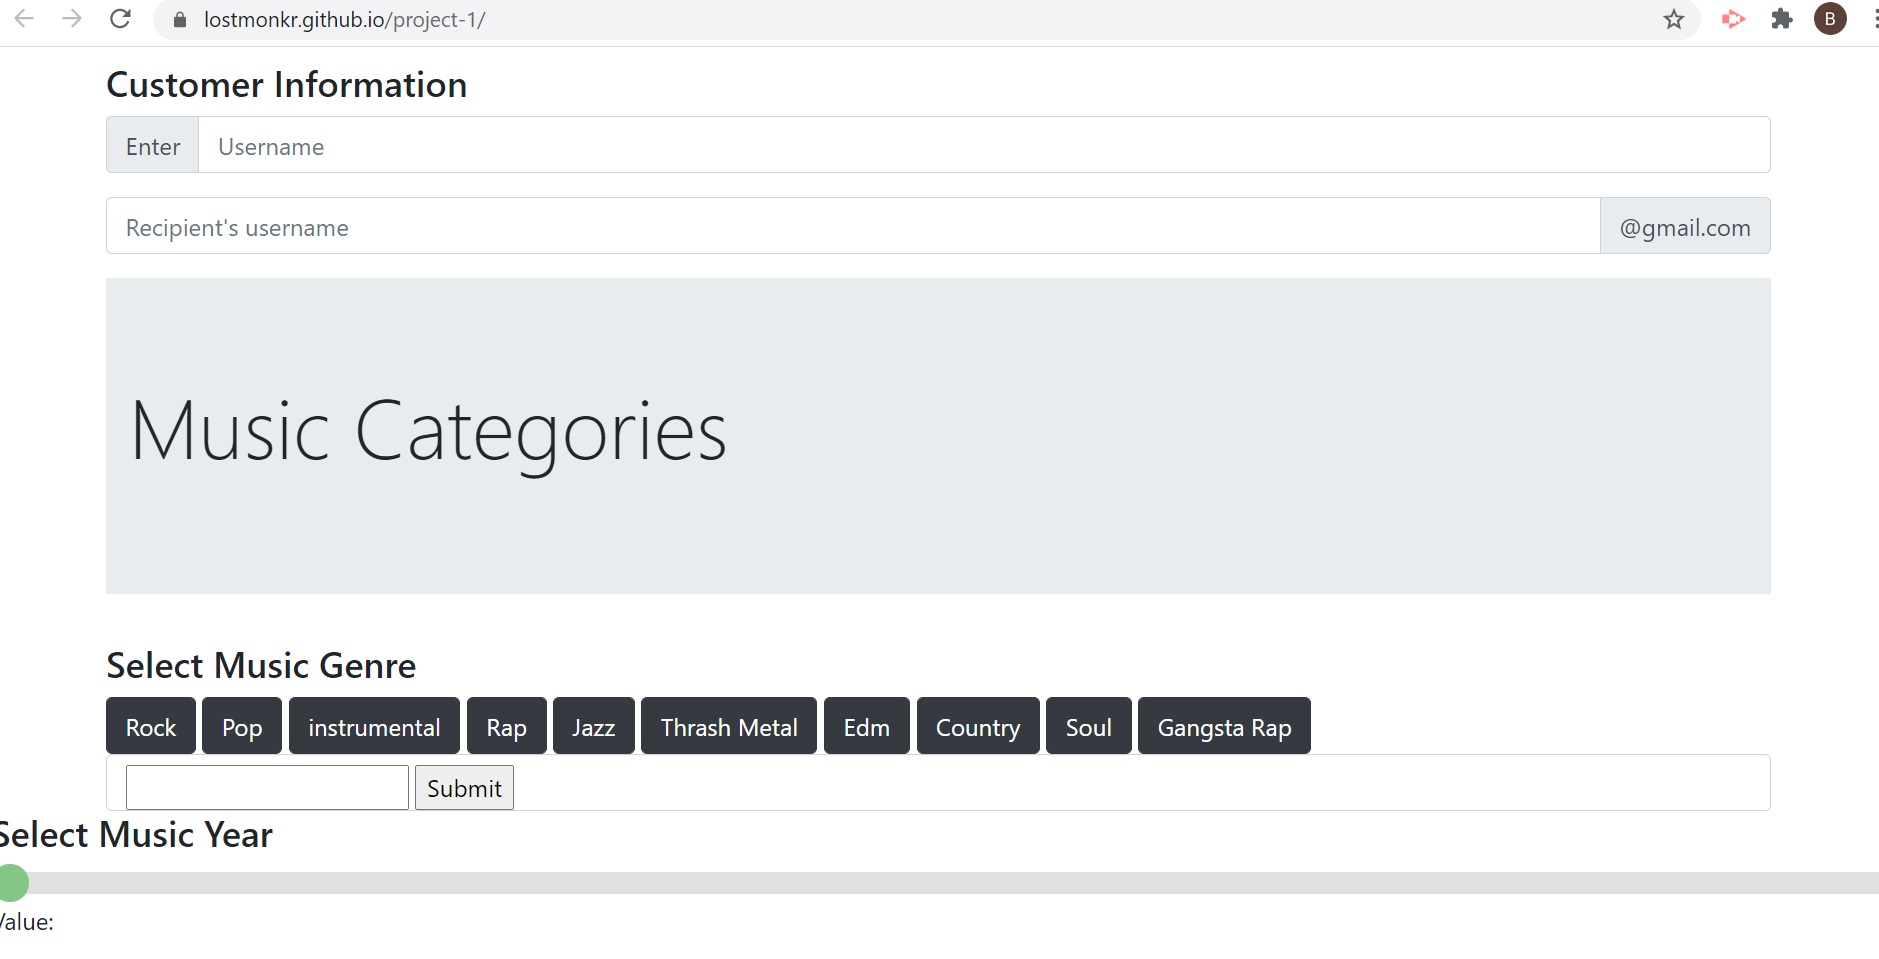 lostmonkr.github.io/project-1/
B
Customer Information
Enter Username
Recipient's username @gmail.com
Music Categories
Select Music Genre
Rock Pop instrumental Rap Jazz Thrash Metal Edm Country Soul Gangsta Rap
Submit
Select Music Year
Value: